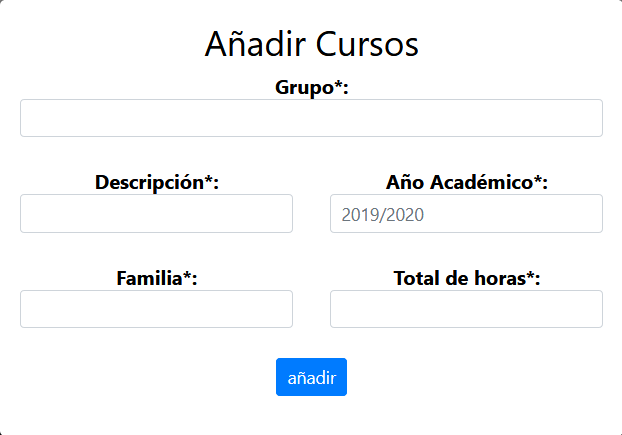 Añadir Cursos
Grupo*:
Descripción*:
Año Académico*:
2019/2020
Familia*:
Total de horas*:
añadir